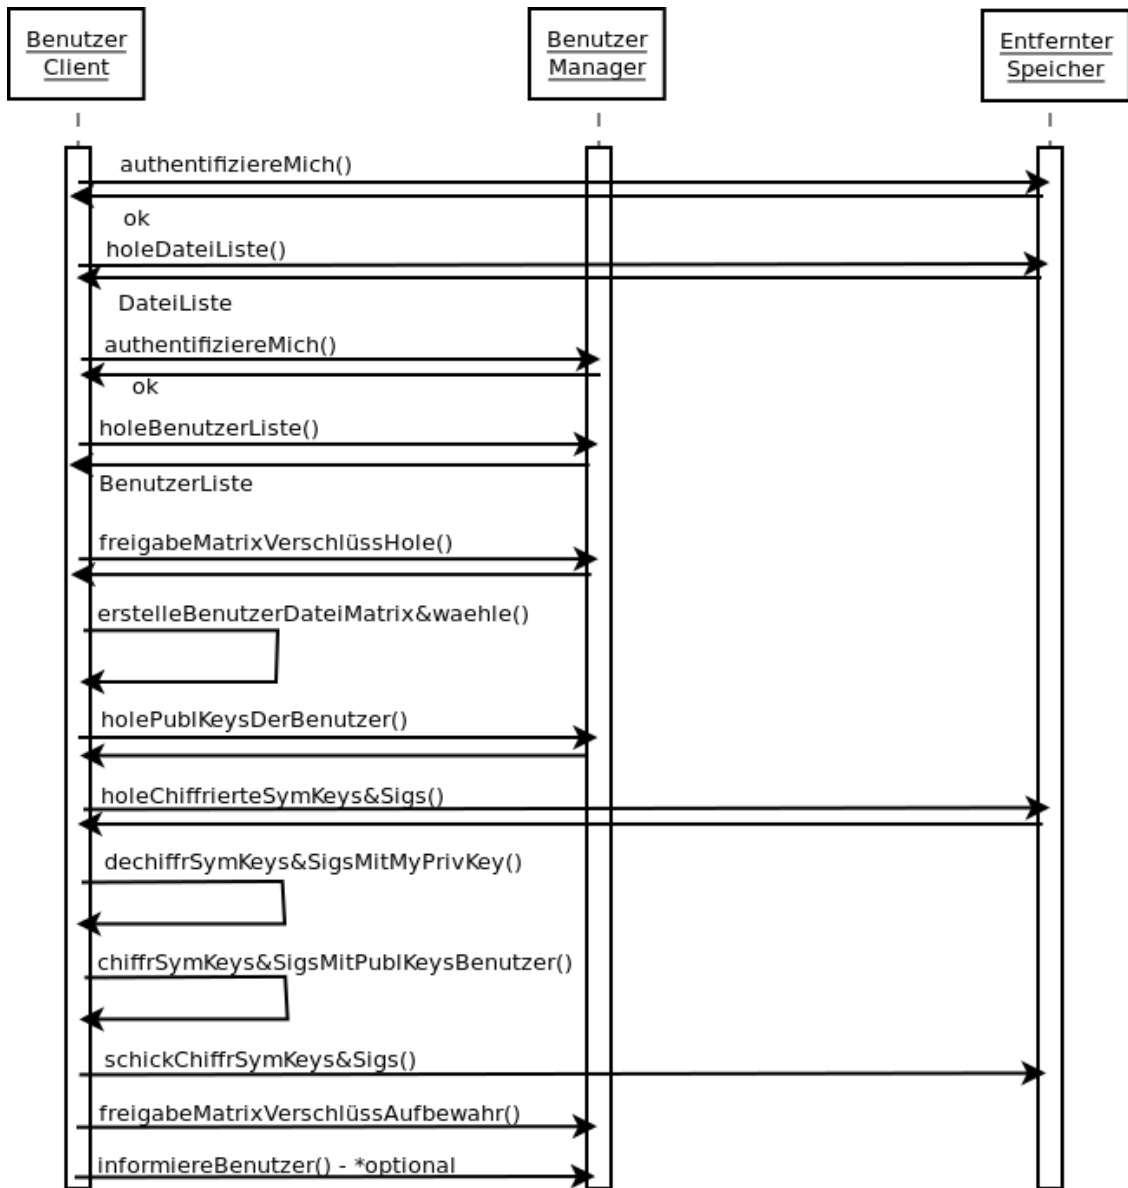 Benutzer
Client
Benutzer
Manager
Entfernter
Speicher
authentifiziereMich()
ok
holeDateiListe()
DateiListe
authentifiziereMich()
ok
holeBenutzerListe()
BenutzerListe
freigabeMatrixVerschlüssHole()
erstelleBenutzerDateiMatrix&waehle()
holePublKeysDerBenutzer()
holeChiffrierteSymKeys&Sigs()
dechiffrSymKeys&SigsMitMyPrivKey()
chiffrSymKeys&SigsMitPublKeysBenutzer()
schickChiffrSymKeys&Sigs()
freigabeMatrixVerschlüssAufbewahr()
informiereBenutzer() - *optional